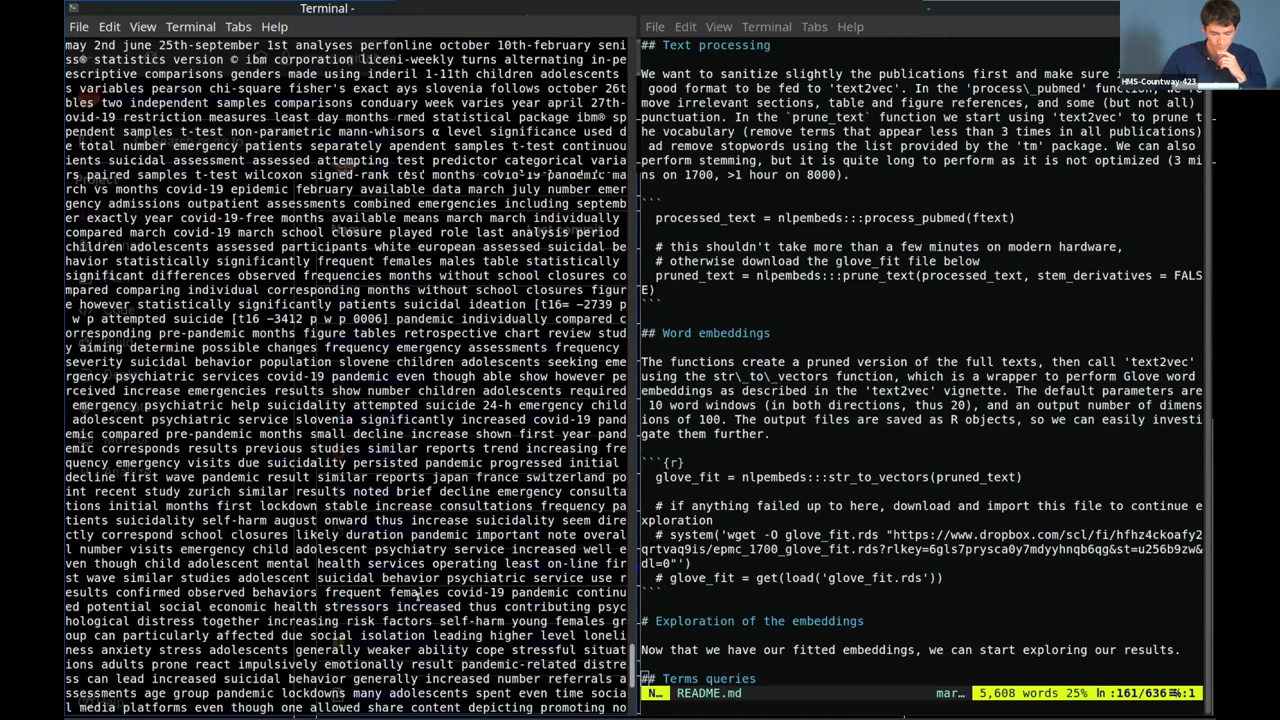 Terminal -
File Edit View Terminal Tabs Help
may 2nd june 25th-september 1st analyses perfonline october 10th-february seni
ss® statistics version © ibm corporation ltd seni-weekly turns alternating in-pe
escriptive comparisons genders made using inderil 1-11th children adolescents
s variables pearson chi-square fisher's exact ays slovenia follows october 26t
bles two independent samples comparisons conduary week varies year april 27th-
ovid-19 restriction measures least day months rmed statistical package ibm® sp
pendent samples t-test non-parametric mann-whisors α level significance used d
e total number emergency patients separately apendent samples t-test continuou
ients suicidal assessment assessed attempting test predictor categorical varia
rs paired samples t-test wilcoxon signed-rank test months covid-19 pandemic ma
rch vs months covid-19 epidemic february available data march july number emer
gency admissions outpatient assessments combined emergencies including septemb
er exactly year covid-19-free months available means march march individually
compared march covid-19 march school closure played role last analysis period
child adolescents assessed participants white european assessed suicidal be
havior statistically significantly frequent females males table statistically
significant differences observed frequencies months without school closures co
mpared comparing individual corresponding months without school closures figur
e however statistically significantly patients suicidal ideation [t16= −2739 p
w p attempted suicide [t16 −3412 p w p 0006] pandemic individually compared c
orresponding pre-pandemic months figure tables retrospective chart review stud
y aiming determine possible changes frequency emergency assessments frequency
severity suicidal behavior population slovene children adolescents seeking eme
rgency psychiatric services covid-19 pandemic even though able show however pe
rceived increase emergencies result show number children adolescents required
emergency psychiatric help suicidality attempted suicide 24-h emergency child
adolescent psychiatric service slovenia significantly increased covid-19 pand
emic compared pre-pandemic months small decline increase shown first year pand
emic corresponds results previous studies similar reports trend increasing fre
quency emergency visits due suicidality persisted pandemic progressed initial
decline first wave pandemic result similar reports japan france switzerland po
int recent study zurich similar results noted brief decline emergency consulta
tions initial months first lockdown stable increase consultations frequency pa
tients suicidality self-harm august onward thus increase suicidality seem dire
ctly correspond school closures likely duration pandemic important note overal
l number visits emergency child adolescent psychiatry service increased well e
ven though child adolescent mental health services operating least on-line fir
st wave similar studies adolescent suicidal behavior psychiatric service use r
esults confirmed observed behaviors frequent females covid-19 pandemic continu
ed potential social economic health stressors increased thus contributing psyc
hological distress together increasing risk factors self-harm young females gr
oup can particularly affected due social isolation leading higher level loneli
ness anxiety stress adolescents generally weaker ability cope stressful situat
ions adults prone react impulsively emotionally result pandemic-related distre
ss can lead increased suicidal behavior generally increased number referrals a
ssessments age group pandemic lockdowns many adolescents spent even time socia
l media platforms even though one allowed share content depicting promoting no
-
File Edit View Terminal Tabs Help
## Text processing
We want to sanitize slightly the publications first and make sure i
good format to be fed to 'text2vec'. In the 'process\_pubmed' function, we r
move irrelevant sections, table and figure references, and some (but not all)
punctuation. In the `prune_text` function we start using 'text2vec' to prune t
he vocabulary (remove terms that appear less than 3 times in all publications)
ad remove stopwords using the list provided by the 'tm' package. We can also
perform stemming, but it is quite long to perform as it is not optimized (3 mi
ns on 1700, >1 hour on 8000).
```
processed_text = nlpembeds:::process_pubmed(ftext)
# this shouldn't take more than a few minutes on modern hardware,
# otherwise download the glove_fit file below
pruned_text = nlpembeds:::prune_text(processed_text, stem_derivatives = FALS
E)
```
## Word embeddings
The functions create a pruned version of the full texts, then call 'text2vec'
using the str\_to\_vectors function, which is a wrapper to perform Glove word
embeddings as described in the 'text2vec' vignette. The default parameters are
10 word windows (in both directions, thus 20), and an output number of dimens
ions of 100. The output files are saved as R objects, so we can easily investi
gate them further.
```{r}
glove_fit = nlpembeds:::str_to_vectors(pruned_text)
# if anything failed up to here, download and import this file to continue e
xploration
# system('wget -O glove_fit.rds "https://www.dropbox.com/scl/fi/hfhz4ckoafy2
qrtvaq9is/epmc_1700_glove_fit.rds?rlkey=6gls7prysca0y7mdyyhnqb6qg&st=u256b9zw&
dl=0"')
# glove_fit = get(load('glove_fit.rds'))
```
# Exploration of the embeddings
Now that we have our fitted embeddings, we can start exploring our results.
## Terms queries
N… README.md mar… 5,608 words 25% ln :161/636 ☰℅:1
HMS-Countway-423